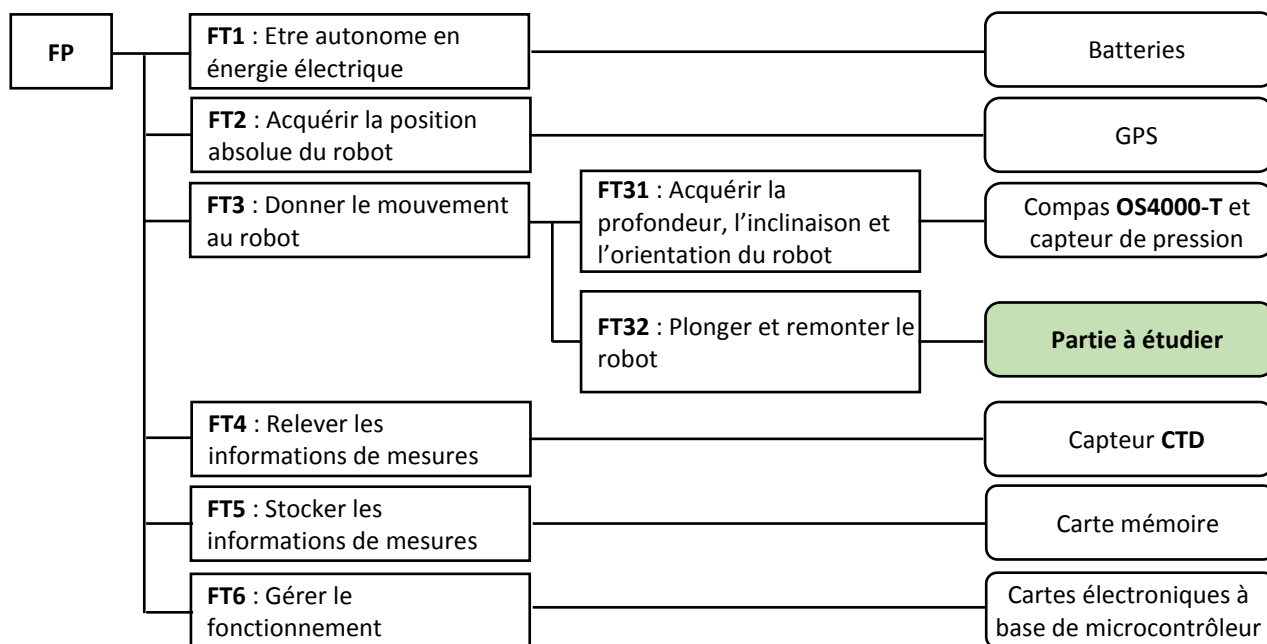 FP
FT1 : Etre autonome en
énergie électrique
Batteries
FT2 : Acquérir la position
absolue du robot
GPS
FT3 : Donner le mouvement
au robot
FT31 : Acquérir la
profondeur, l’inclinaison et
l’orientation du robot
Compas OS4000-T et
capteur de pression
FT32 : Plonger et remonter le
robot
Partie à étudier
FT4 : Relever les
informations de mesures
Capteur CTD
FT5 : Stocker les
informations de mesures
Carte mémoire
FT6 : Gérer le
fonctionnement
Cartes électroniques à
base de microcontrôleur